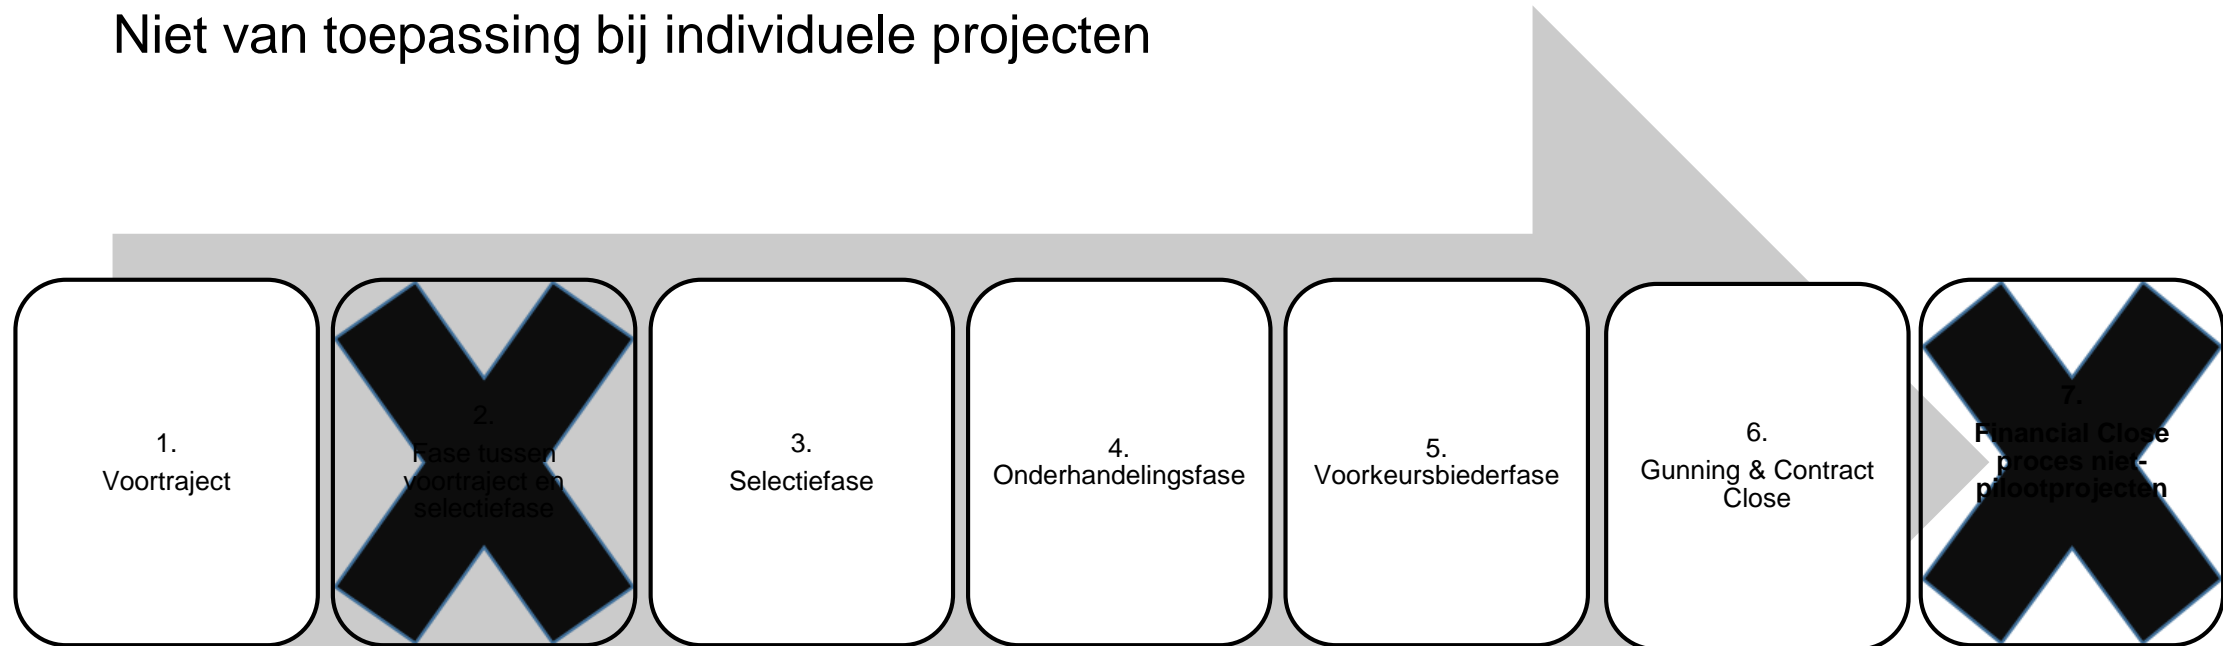 Niet van toepassing bij individuele projecten
1.
Voortraject
2.
Fase tussen
voortraject en
selectiefase
3.
Selectiefase
4.
Onderhandelingsfase
5.
Voorkeursbiederfase
6.
Gunning & Contract
Close
7.
Financial Close
proces niet-
pilootprojecten